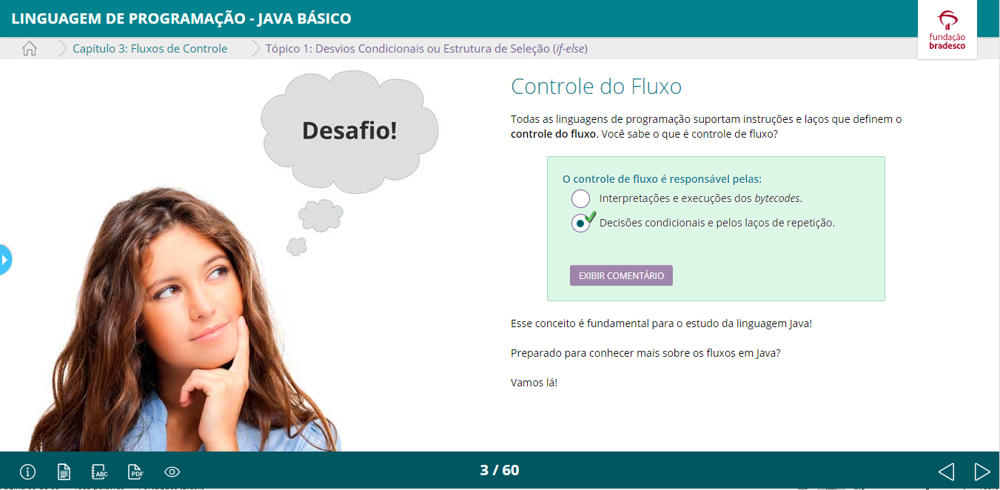 LINGUAGEM DE PROGRAMAÇÃO - JAVA BÁSICO
fundação
bradesco
Capítulo 3: Fluxos de Controle
Tópico 1: Desvios Condicionais ou Estrutura de Seleção (if-else)
Desafio!
Controle do Fluxo
Todas as linguagens de programação suportam instruções e laços que definem o
controle do fluxo. Você sabe o que é controle de fluxo?
O controle de fluxo é responsável pelas:
Interpretações e execuções dos bytecodes.
Decisões condicionais e pelos laços de repetição.
EXIBIR COMENTÁRIO
Esse conceito é fundamental para o estudo da linguagem Java!
Preparado para conhecer mais sobre os fluxos em Java?
Vamos lá!
ABC
PDF
3 / 60